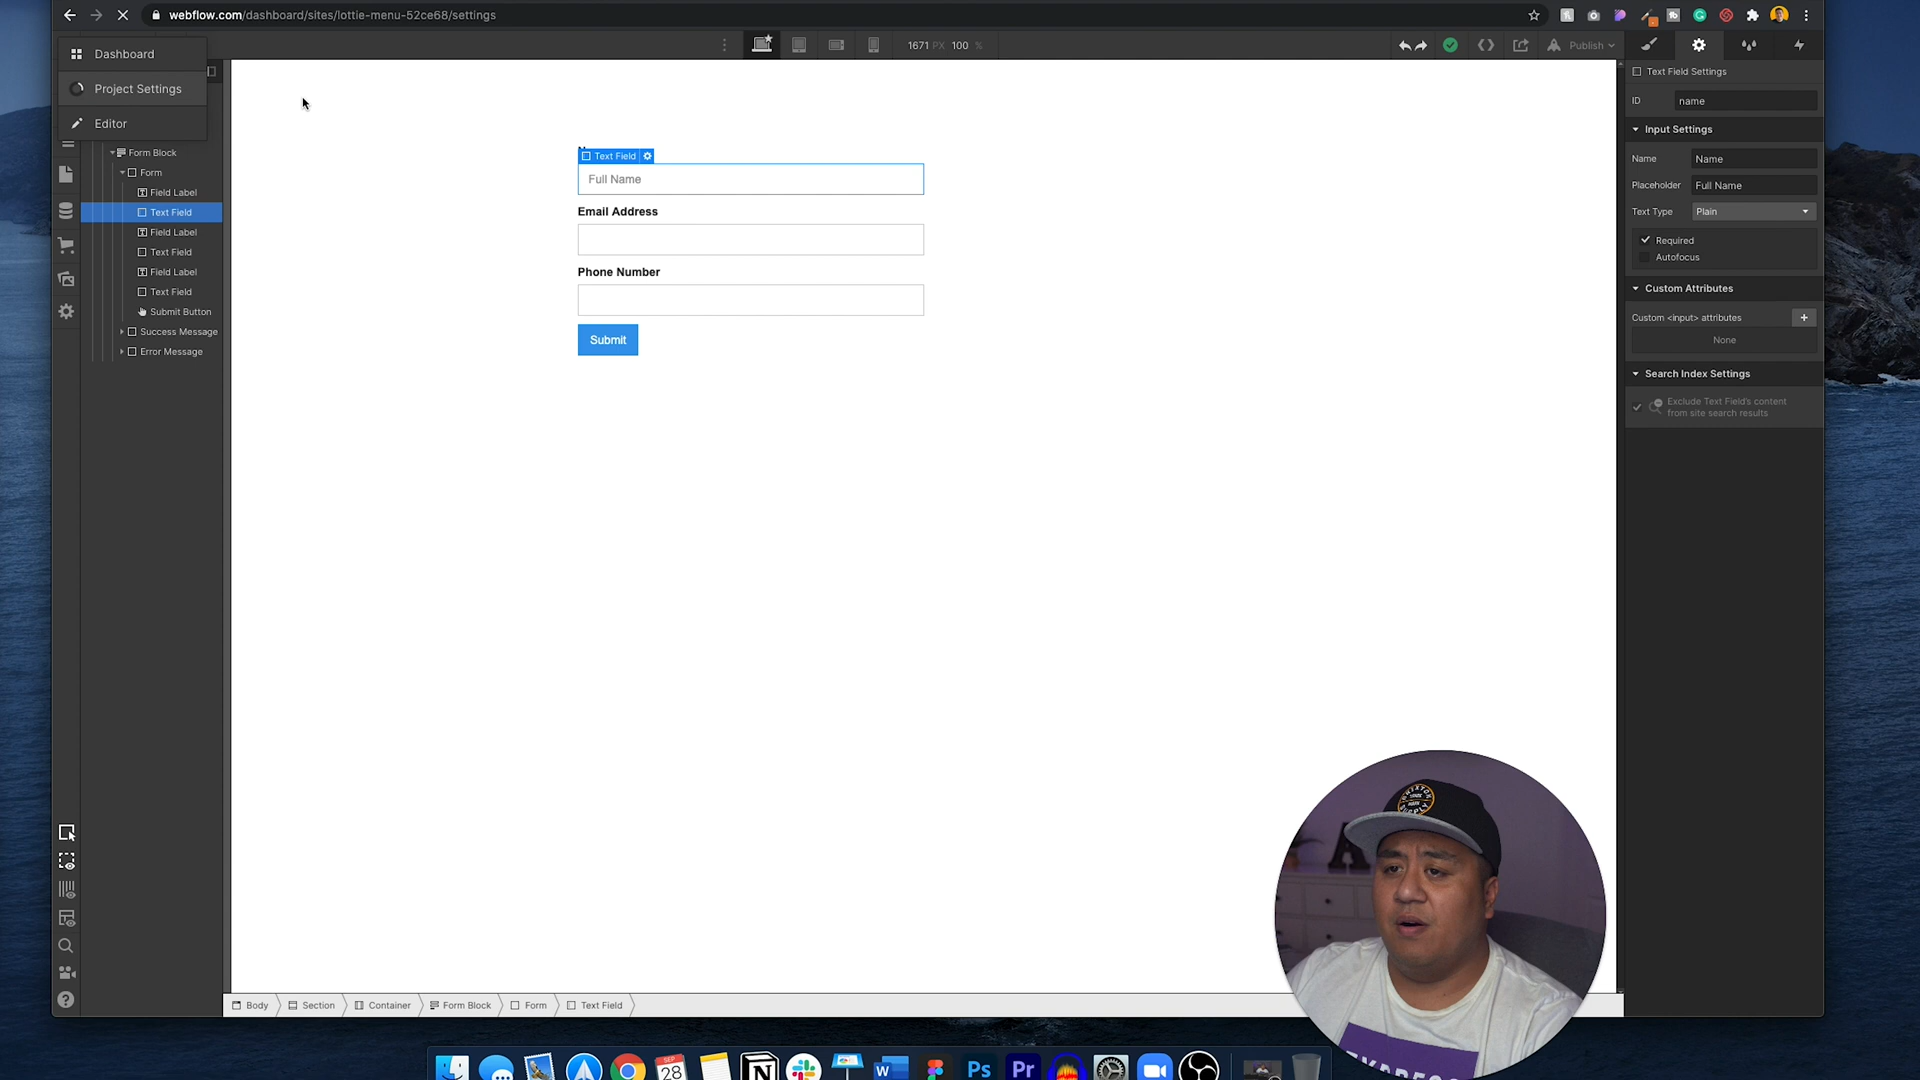 webflow.com/dashboard/sites/lottie-menu-52ce68/settings
Dashboard
Project Settings
Editor
1671 PX 100 %
Publish
Form Block
Form
Field Label
Text Field
Field Label
Text Field
Field Label
Text Field
Submit Button
Success Message
Error Message
Text Field
Full Name
Email Address
Phone Number
Submit
Text Field Settings
ID name
Input Settings
Name Name
Placeholder Full Name
Text Type Plain
Required
Autofocus
Custom Attributes
Custom <input> attributes +
None
Search Index Settings
Exclude Text Field's content
from site search results
Body Section Container Form Block Form Text Field
SEP
28
W
Ps
Pr
A